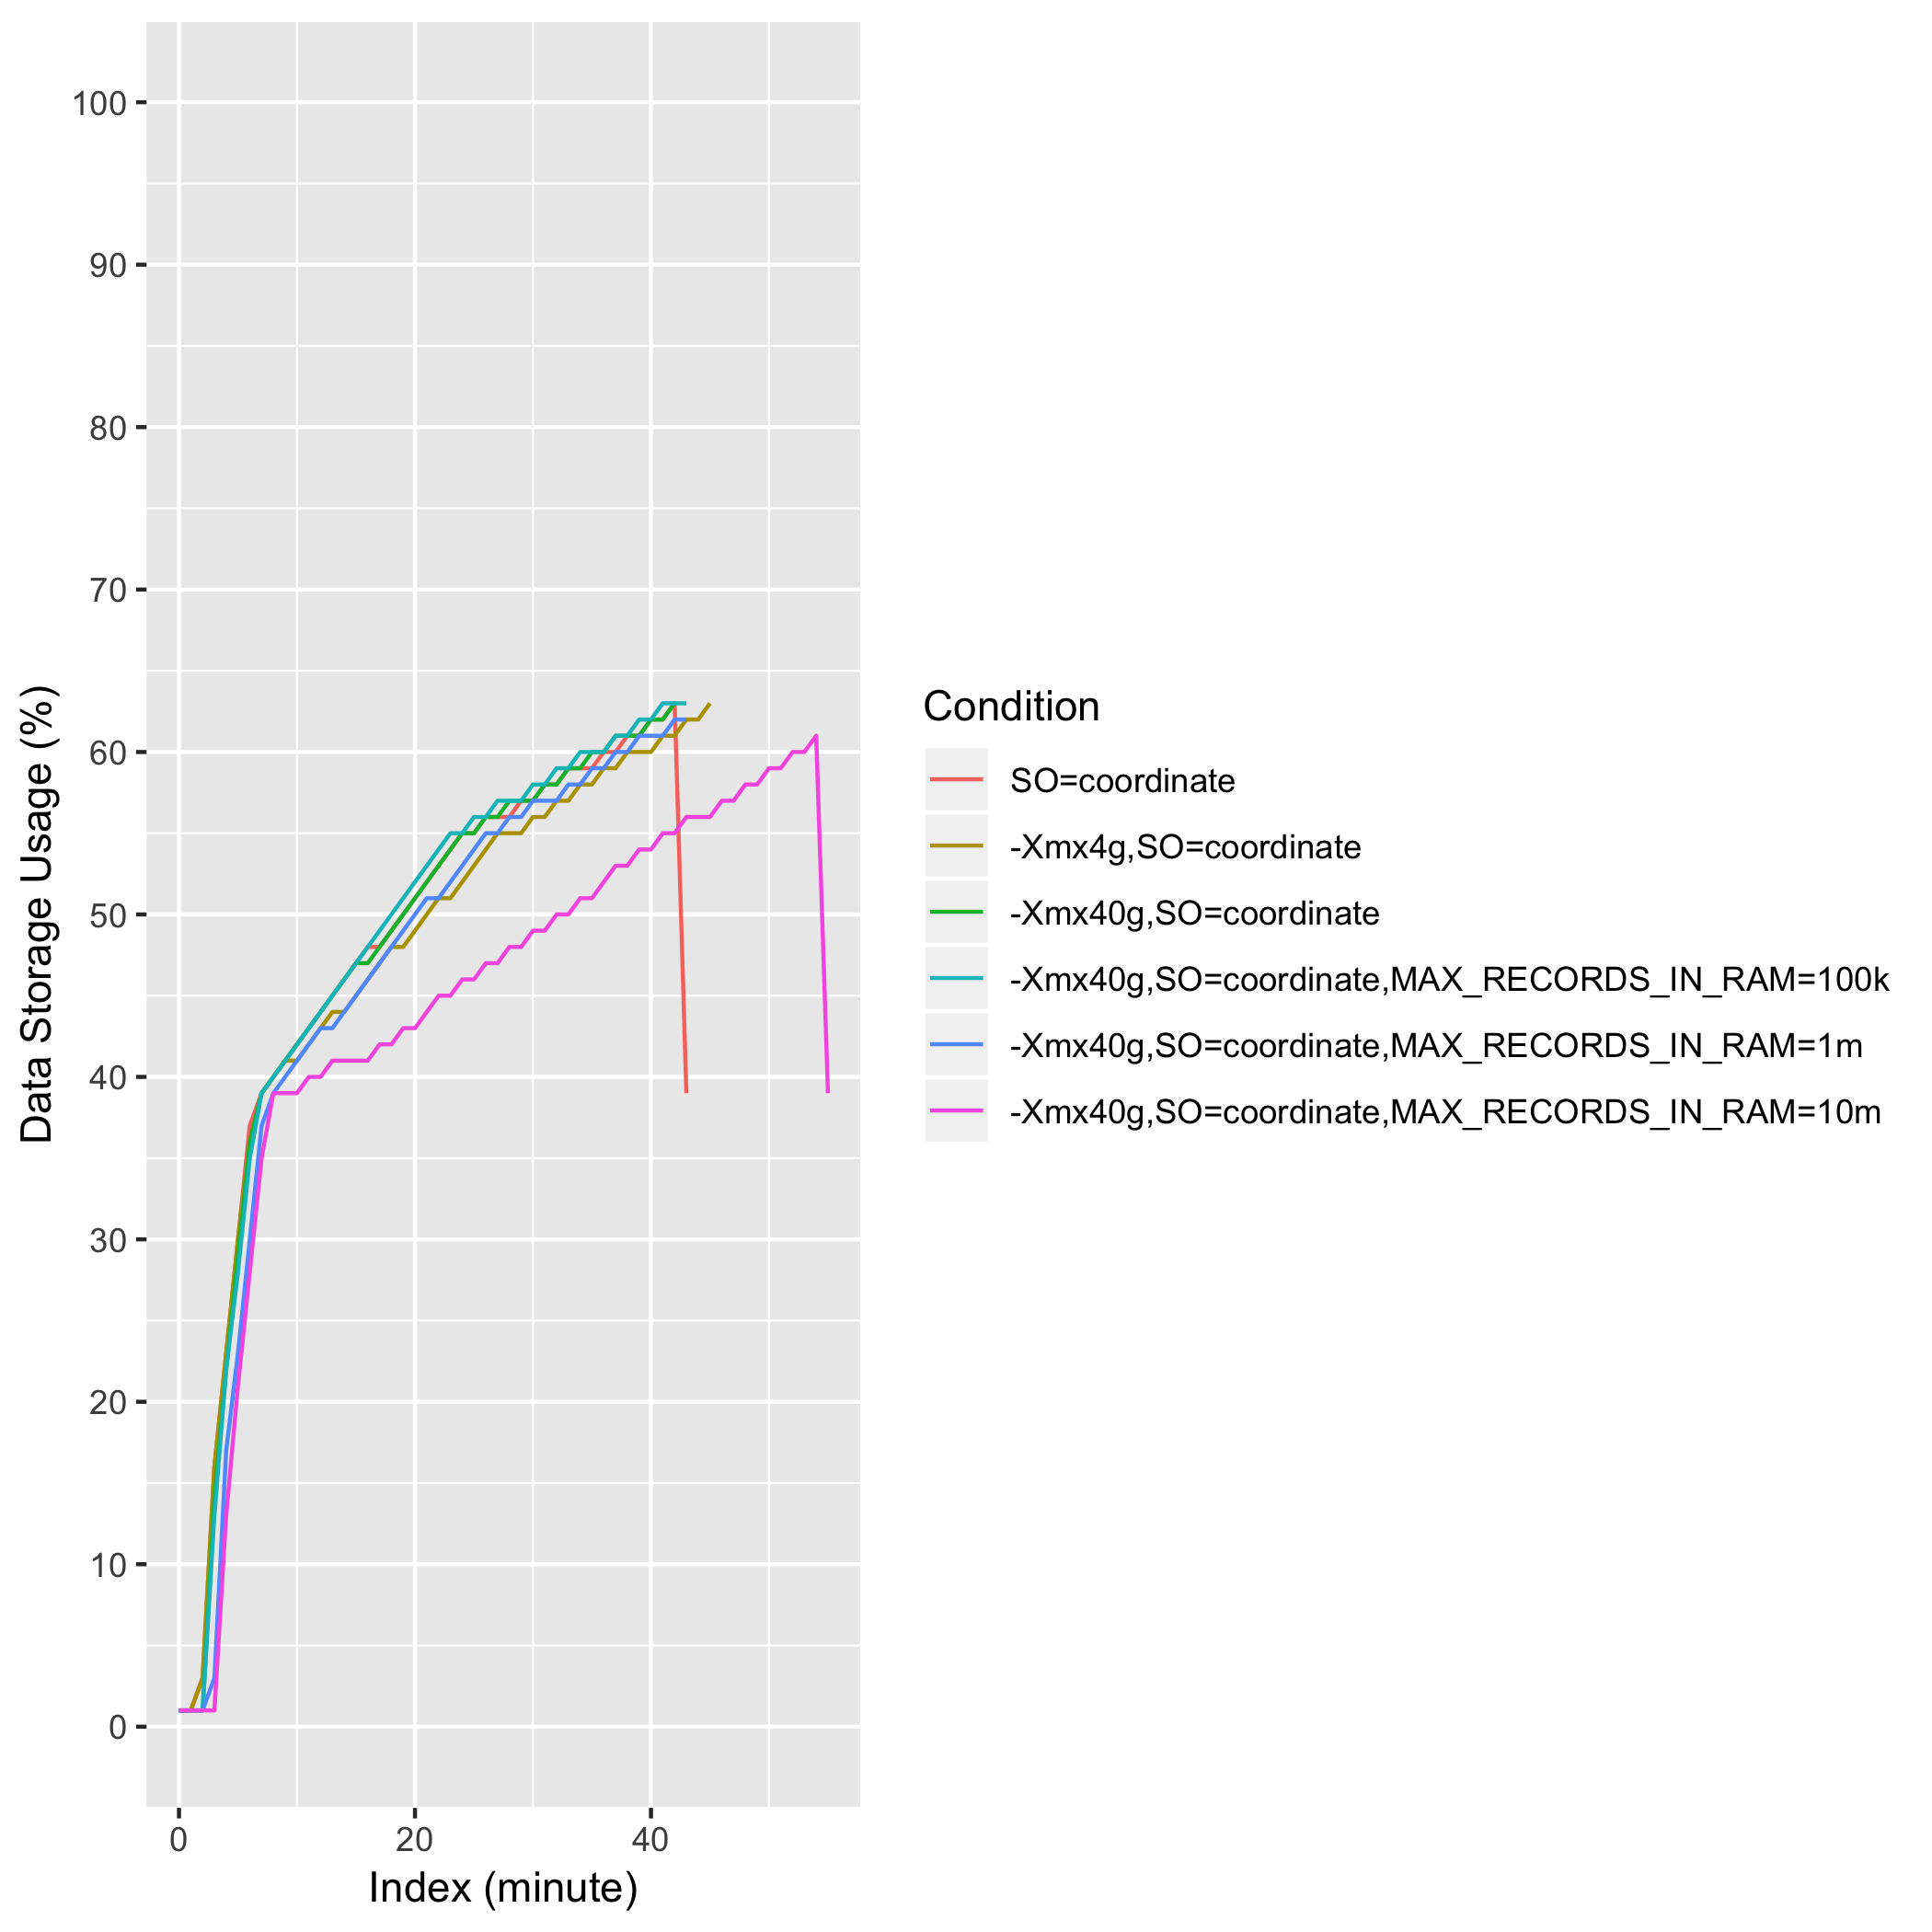 100
90
80
70
60
50
40
30
20
10
0
Data Storage Usage (%)
0 20 40
Index (minute)
Condition
SO=coordinate
-Xmx4g,SO=coordinate
-Xmx40g,SO=coordinate
-Xmx40g,SO=coordinate,MAX_RECORDS_IN_RAM=100k
-Xmx40g,SO=coordinate,MAX_RECORDS_IN_RAM=1m
-Xmx40g,SO=coordinate,MAX_RECORDS_IN_RAM=10m